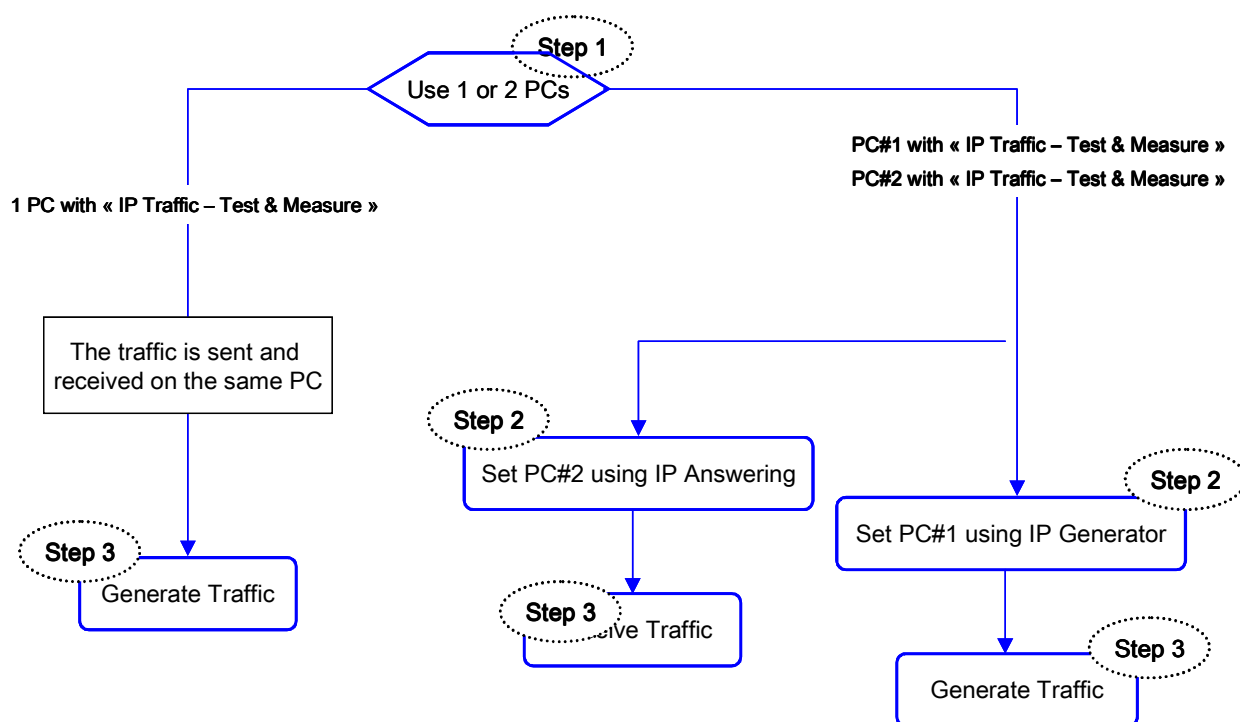 Step 1
Use 1 or 2 PCs
PC#1 with « IP Traffic – Test & Measure »
PC#2 with « IP Traffic – Test & Measure »
1 PC with « IP Traffic – Test & Measure »
The traffic is sent and
received on the same PC
Step 2
Set PC#2 using IP Answering
Step 2
Set PC#1 using IP Generator
Step 3
Generate Traffic
Step 3
Traffic
Step 3
Generate Traffic